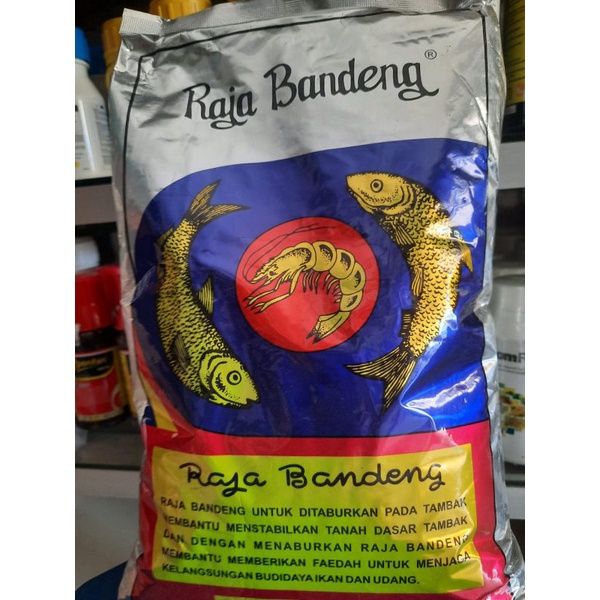 Raja Bandeng®
Raja Bandeng
RAJA BANDENG UNTUK DITABURKAN PADA TAMBAK
MEMBANTU MENSTABILKAN TANAH DASAR TAMBAK
DAN DENGAN MENABURKAN RAJA BANDENG
MEMBANTU MEMBERIKAN FAEDAH UNTUK MENJAGA
KELANGSUNGAN BUDIDAYA IKAN DAN UDANG.